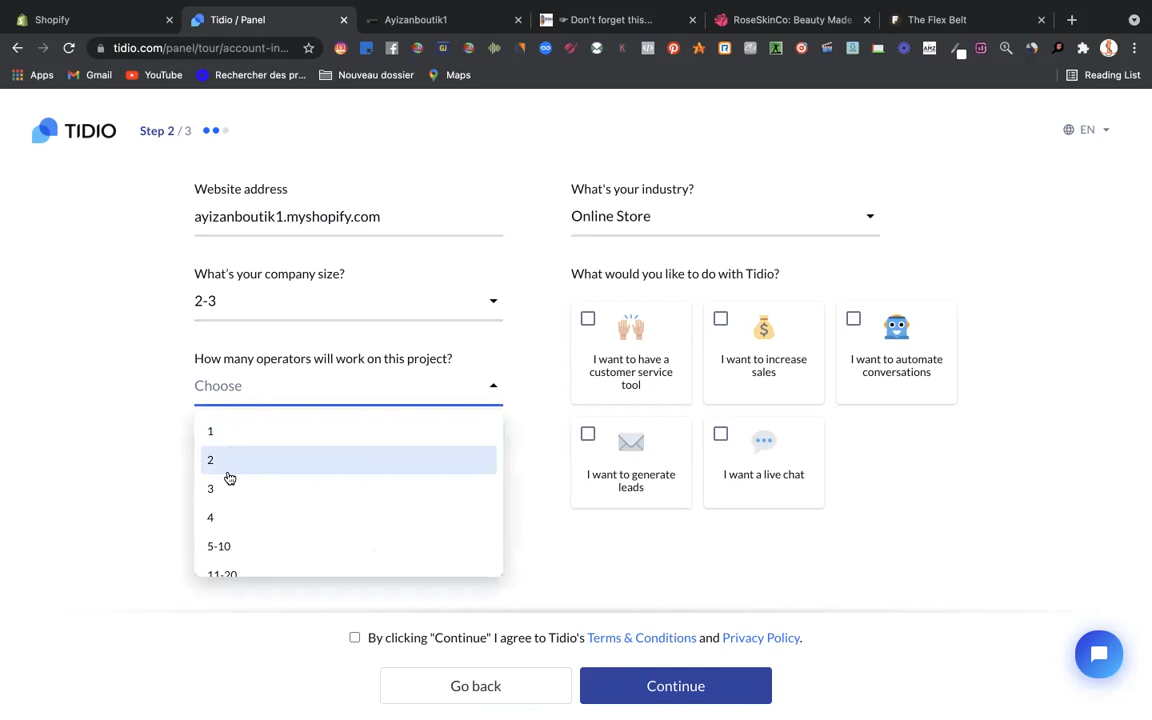 Shopify
Tidio / Panel
Ayizanboutik1
Don't forget this...
RoseSkinCo: Beauty Made
The Flex Belt
tidio.com/panel/tour/account-in...
Apps
Gmail
YouTube
Rechercher des pr...
Nouveau dossier
Maps
Reading List
TIDIO
Step 2 / 3
EN
Website address
ayizanboutik1.myshopify.com
What's your industry?
Online Store
What's your company size?
2-3
What would you like to do with Tidio?
I want to have a
customer service
tool
I want to increase
sales
I want to automate
conversations
How many operators will work on this project?
Choose
1
2
3
4
5-10
11-20
I want to generate
leads
I want a live chat
By clicking "Continue" I agree to Tidio's Terms & Conditions and Privacy Policy.
Go back
Continue